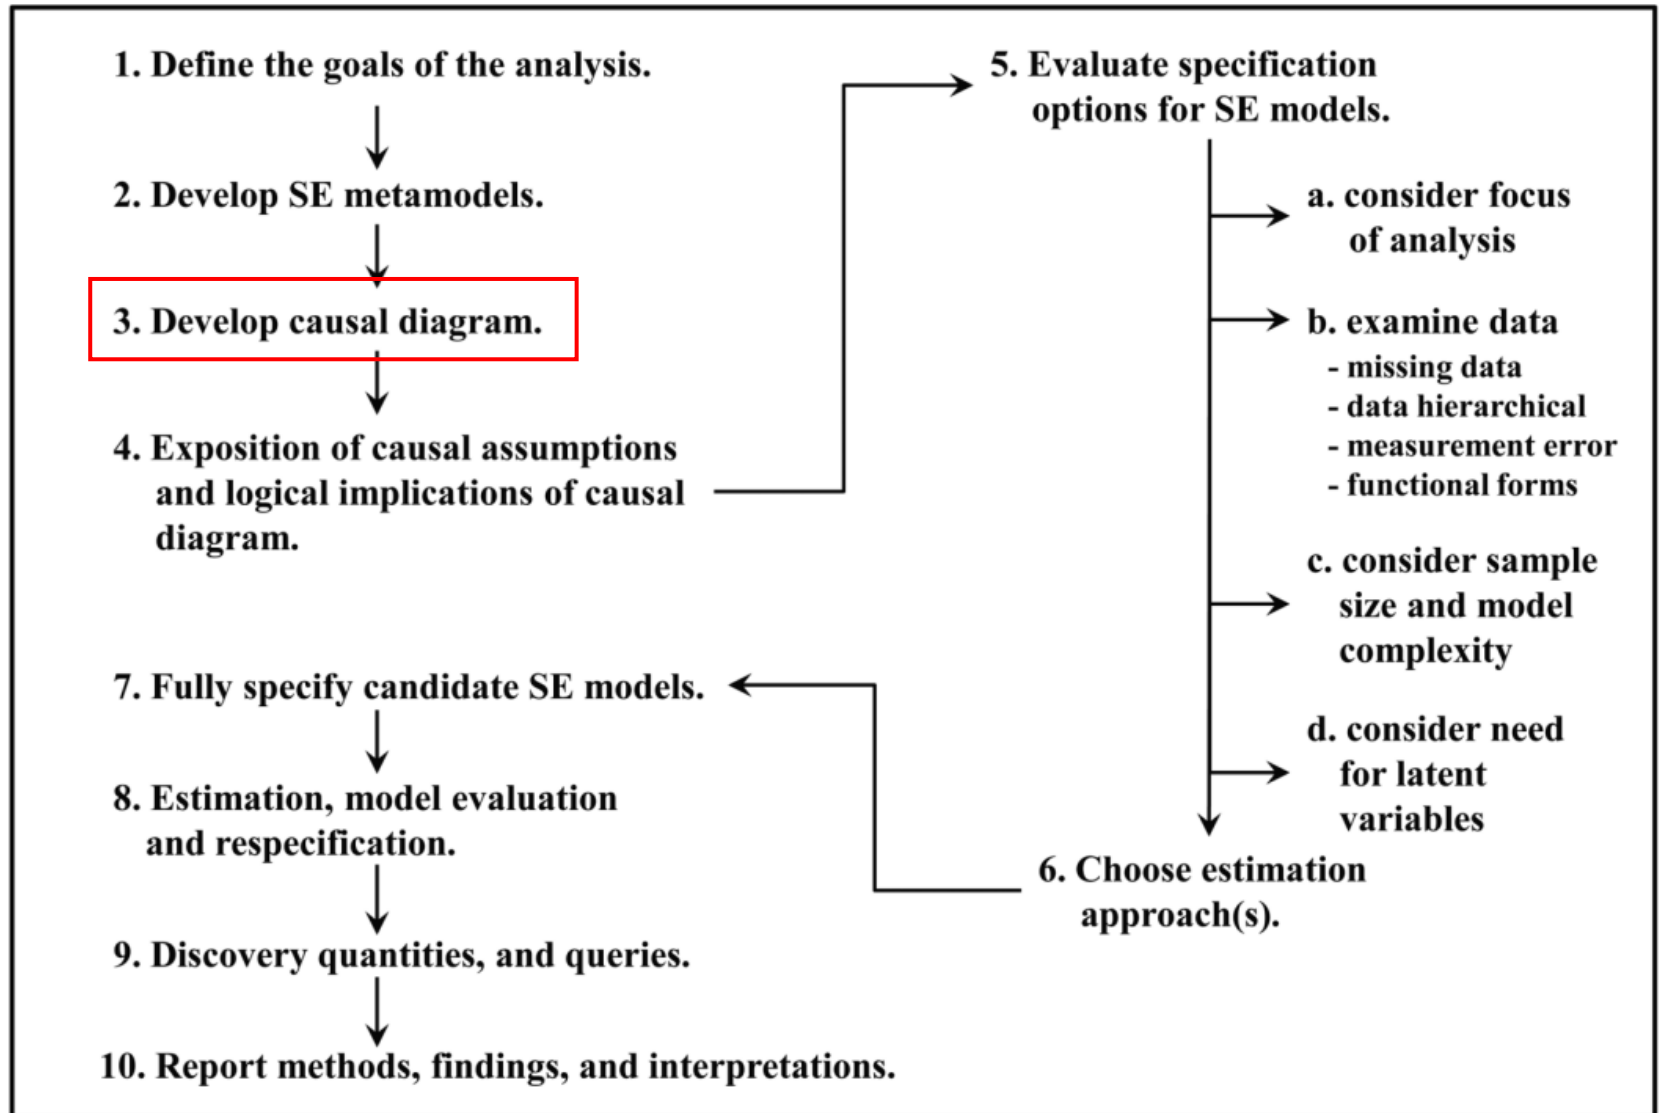 1. Define the goals of the analysis.
2. Develop SE metamodels.
3. Develop causal diagram.
4. Exposition of causal assumptions
and logical implications of causal
diagram.
5. Evaluate specification
options for SE models.
a. consider focus
of analysis
b. examine data
- missing data
- data hierarchical
- measurement error
- functional forms
c. consider sample
size and model
complexity
d. consider need
for latent
variables
6. Choose estimation
approach(s).
7. Fully specify candidate SE models.
8. Estimation, model evaluation
and respecification.
9. Discovery quantities, and queries.
10. Report methods, findings, and interpretations.